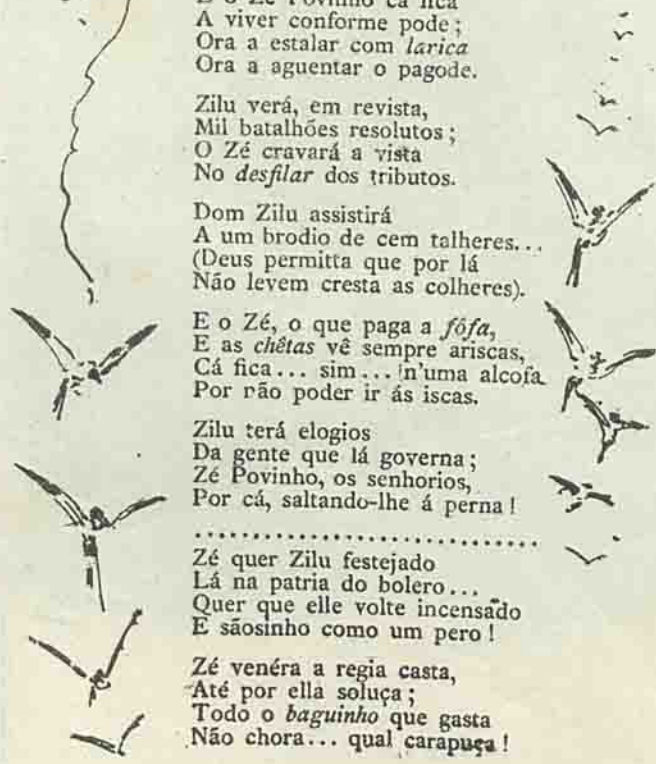 E o Zé Povinho cá fica
A viver conforme pode;
Ora a estalar com larica
Ora a aguentar o pagode.
Zilu verá, em revista,
Mil batalhões resolutos;
O Zé cravará a vista
No desfilar dos tributos.
Dom Zilu assistirá
A um brodio de cem talheres...
(Deus permitta que por lá
Não levem cresta as colheres).
E o Zé, o que paga a fôfa,
E as chêtas vê sempre ariscas,
Cá fica... sim... n'uma alcofa
Por não poder ir ás iscas.
Zilu terá elogios
Da gente que lá governa;
Zé Povinho, os senhorios,
Por cá, saltando-lhe á perna!
................................
Zé quer Zilu festejado
Lá na patria do bolero...
Quer que elle volte incensado
E sãosinho como um pero!
Zé venéra a regia casta,
Até por ella soluça;
Todo o baguinho que gasta
Não chora... qual carapuça!